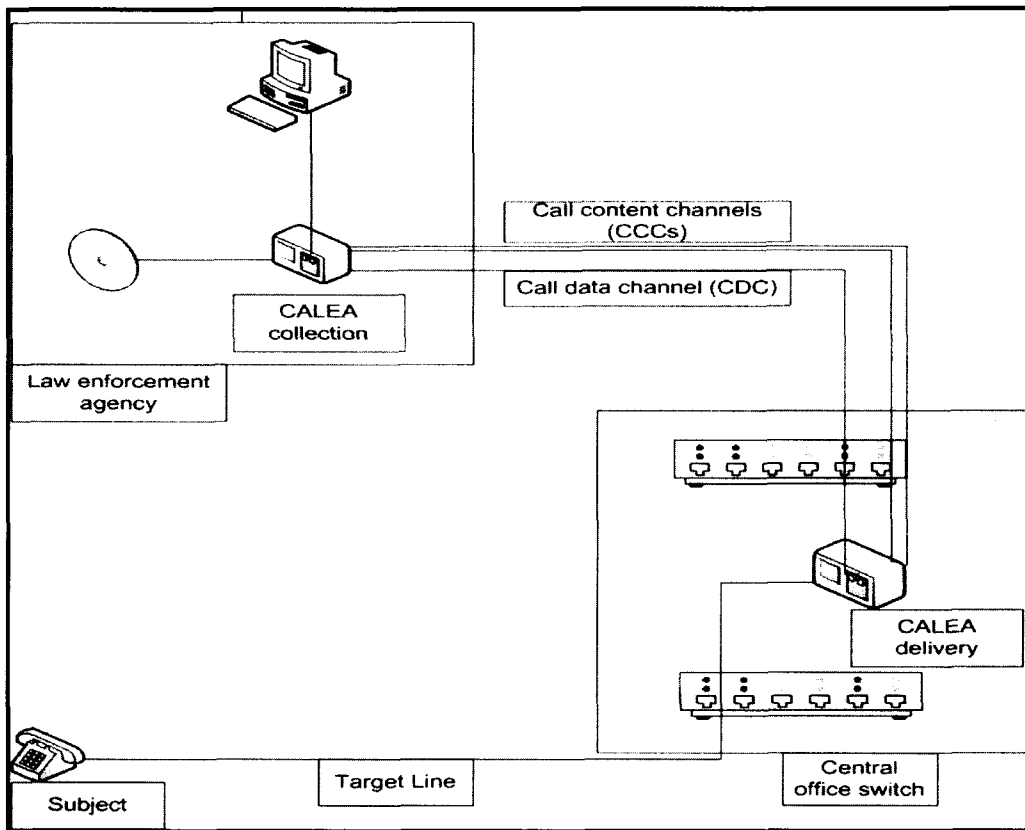 Call content channels
(CCCs)
Call data channel (CDC)
CALEA
collection
Law enforcement
agency
CALEA
delivery
Central
office switch
Target Line
Subject